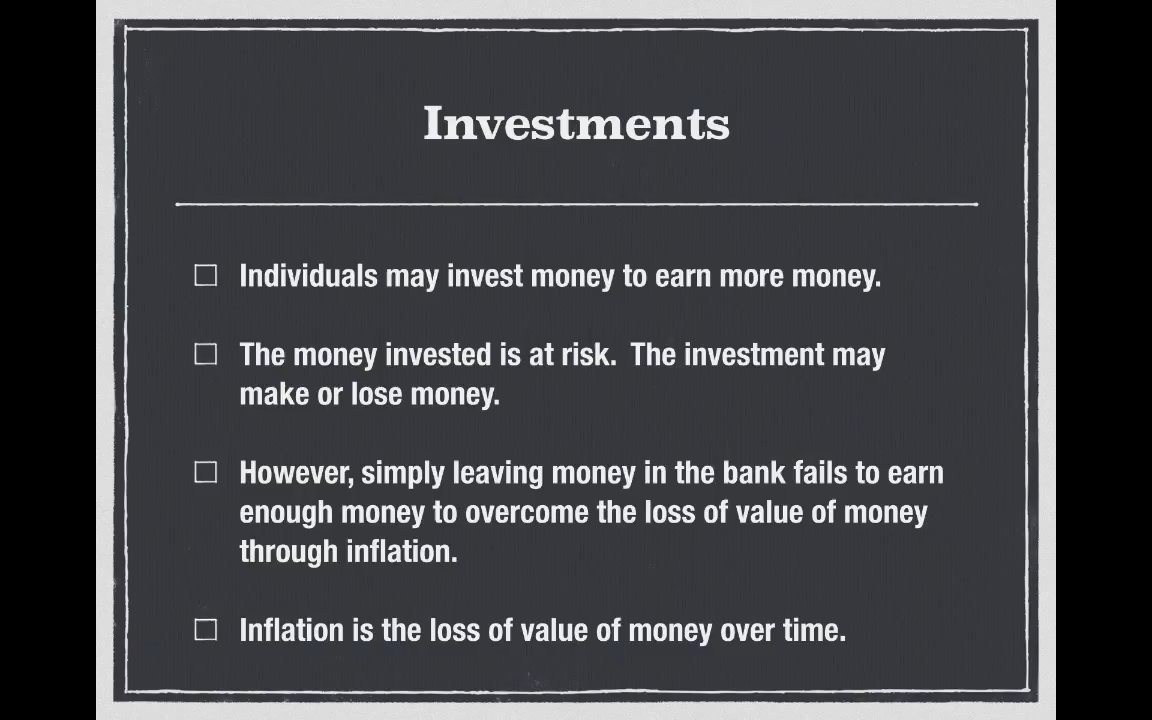 Investments
Individuals may invest money to earn more money.
The money invested is at risk.  The investment may
make or lose money.
However, simply leaving money in the bank fails to earn
enough money to overcome the loss of value of money
through inflation.
Inflation is the loss of value of money over time.